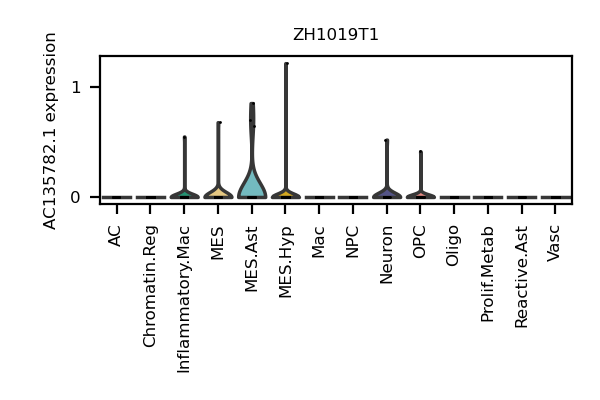 ZH1019T1
AC135782.1 expression
1
0
AC
Chromatin.Reg
Inflammatory.Mac
MES
MES.Ast
MES.Hyp
Mac
NPC
Neuron
OPC
Oligo
Prolif.Metab
Reactive.Ast
Vasc